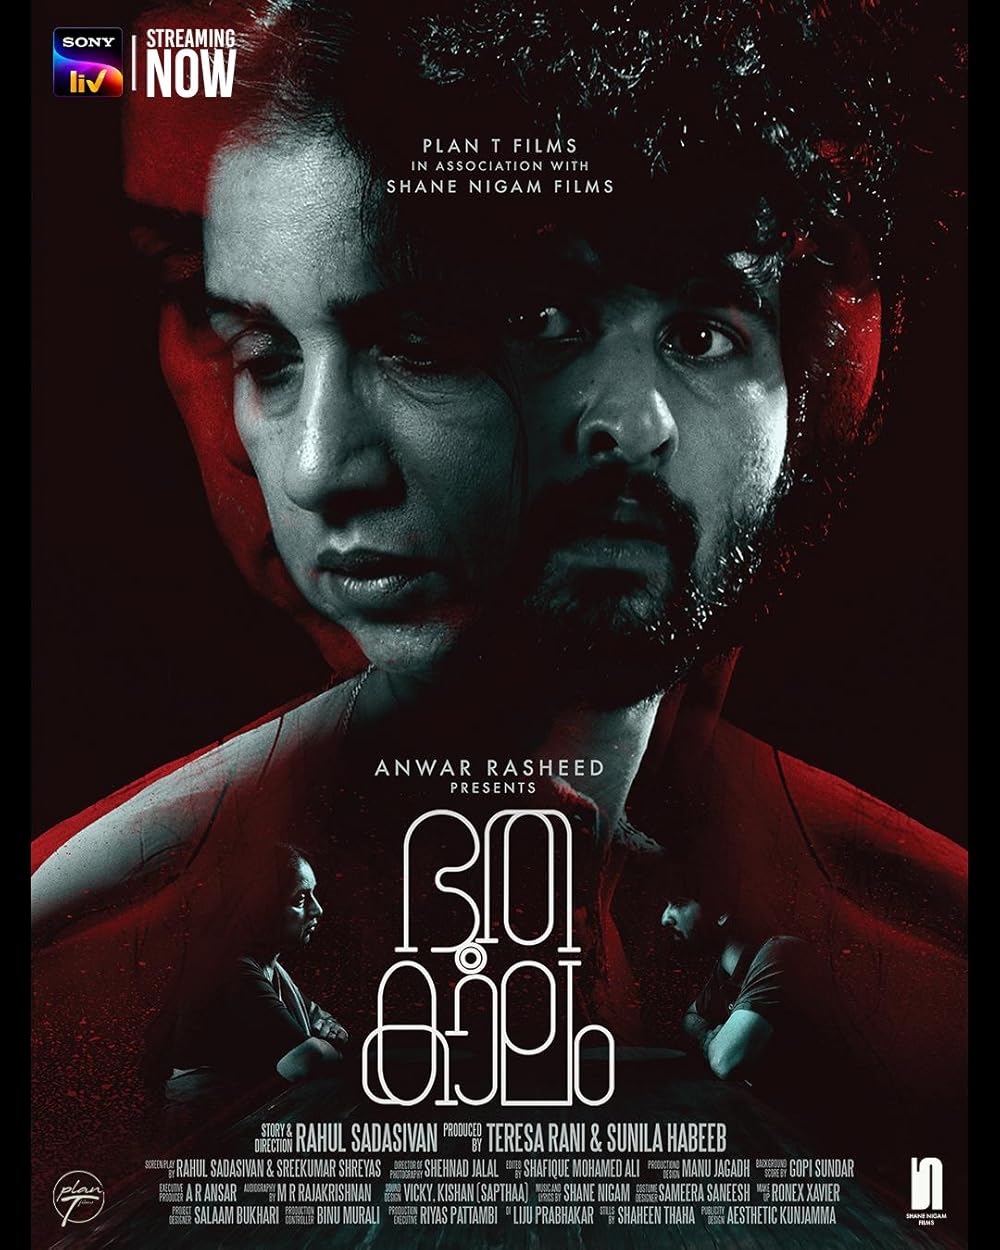 SONY
liv
STREAMING
NOW
PLAN T FILMS
IN ASSOCIATION WITH
SHANE NIGAM FILMS
ANWAR RASHEED
PRESENTS
ഭൂത
കാലം
STORY & DIRECTION RAHUL SADASIVAN PRODUCED BY TERESA RANI & SUNILA HABEEB
SCREENPLAY BY RAHUL SADASIVAN & SREEKUMAR SHREYAS DIRECTOR OF PHOTOGRAPHY SHEHNAD JALAL EDITED BY SHAFIQUE MOHAMED ALI PRODUCTION DESIGN MANU JAGADH BACKGROUND SCORE BY GOPI SUNDAR
EXECUTIVE PRODUCER A R ANSAR AUDIOGRAPHY BY M R RAJAKRISHNAN SOUND DESIGN VICKY, KISHAN (SAPTHAA) MUSIC AND LYRICS BY SHANE NIGAM COSTUME DESIGNER SAMEERA SANEESH MAKE UP RONEX XAVIER
PROJECT DESIGNER SALAAM BUKHARI PRODUCTION CONTROLLER BINU MURALI PRODUCTION EXECUTIVE RIYAS PATTAMBI DI LIJU PRABHAKAR STILLS BY SHAHEEN THAHA PUBLICITY DESIGN AESTHETIC KUNJAMMA
plan
T
films
SHANE NIGAM
FILMS